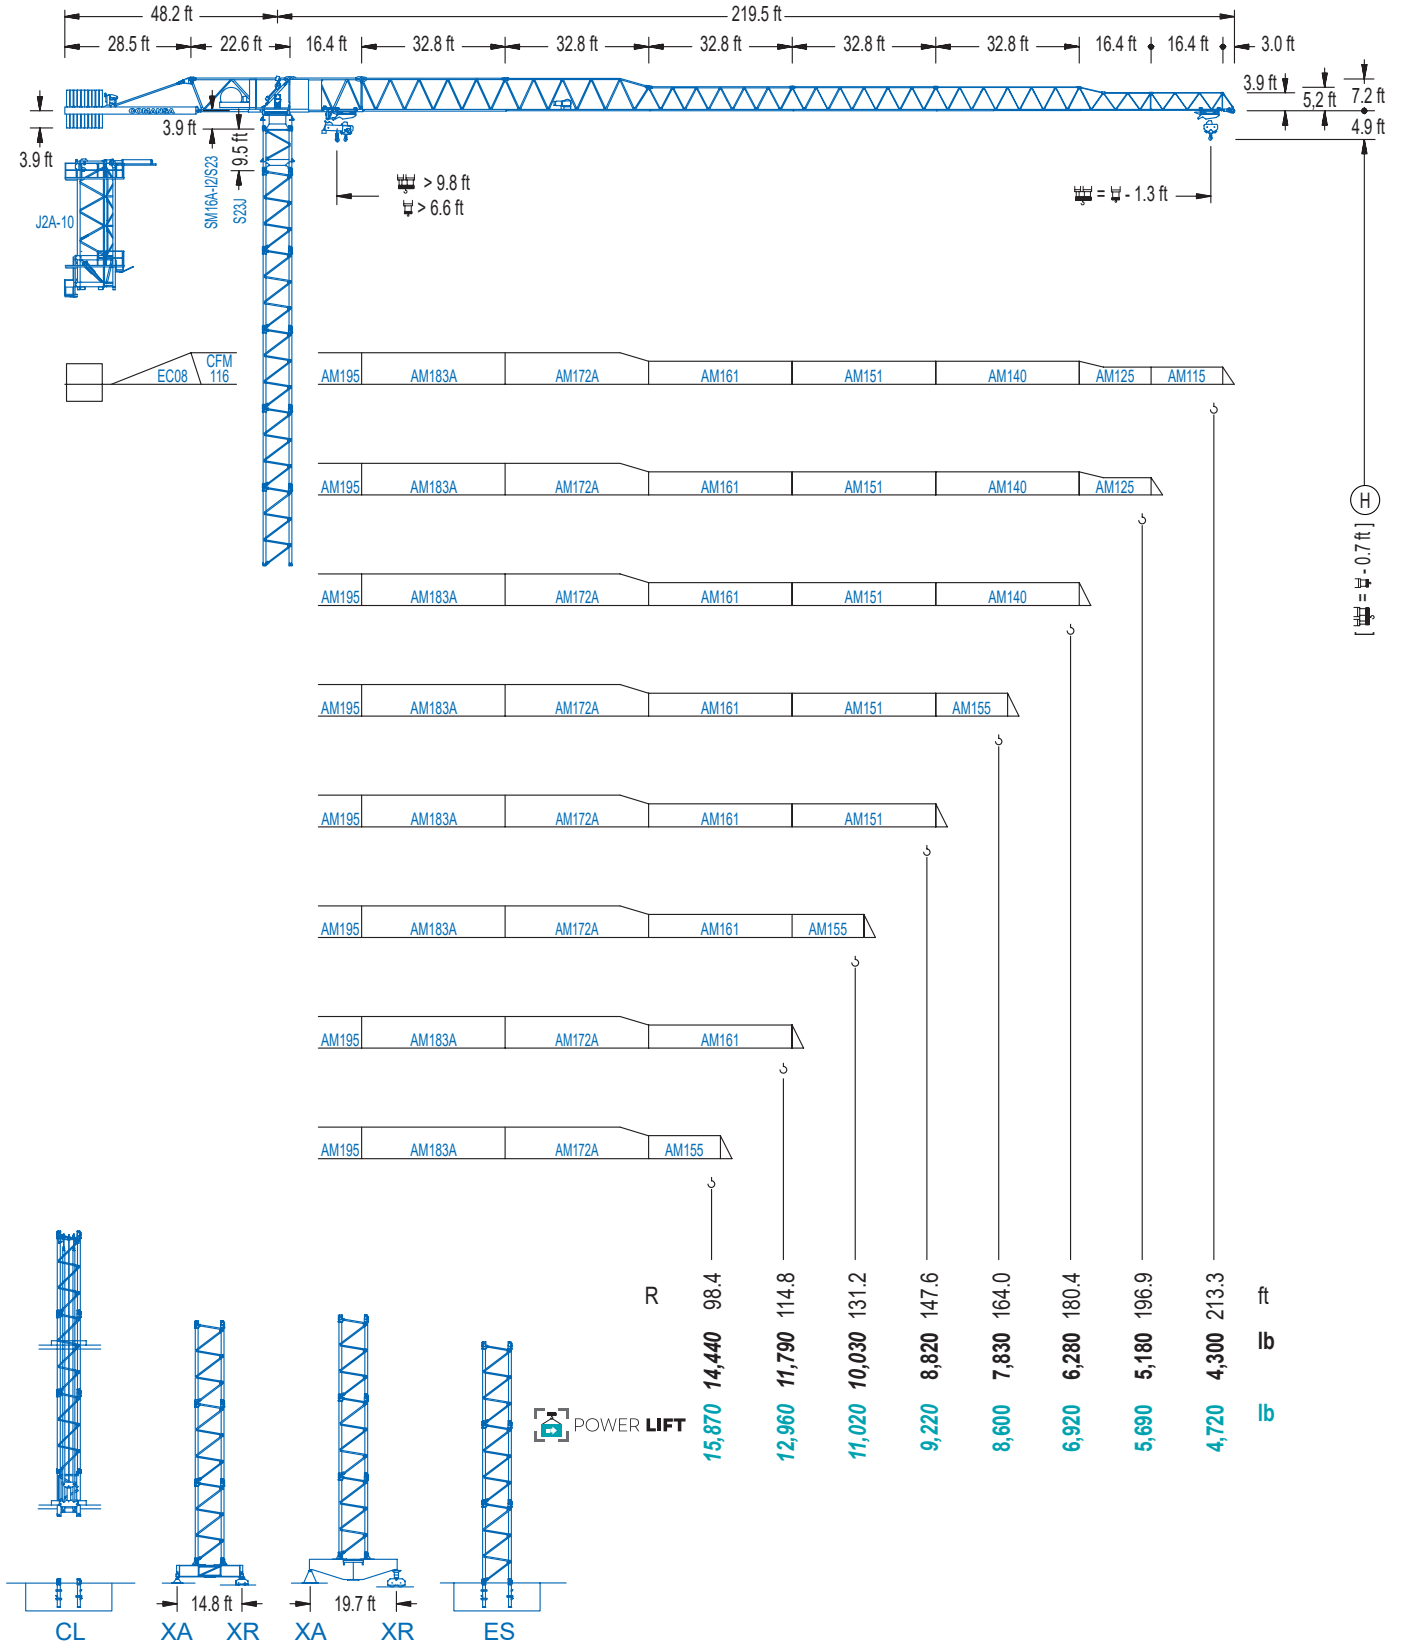 48.2 ft 219.5 ft
28.5 ft 22.6 ft 16.4 ft 32.8 ft 32.8 ft 32.8 ft 32.8 ft 32.8 ft 16.4 ft 16.4 ft 3.0 ft
COMANSA
3.9 ft 5,2 ft 7.2 ft
3.9 ft 4.9 ft
3.9 ft
9.5 ft
SM16A-I2/S23
S23J
J2A-10
> 9.8 ft
> 6.6 ft
= - 1.3 ft
EC08 CFM 116
AM195 AM183A AM172A AM161 AM151 AM140 AM125 AM115
AM195 AM183A AM172A AM161 AM151 AM140 AM125
H
[ = - 0.7 ft ]
AM195 AM183A AM172A AM161 AM151 AM140
AM195 AM183A AM172A AM161 AM151 AM155
AM195 AM183A AM172A AM161 AM151
AM195 AM183A AM172A AM161 AM155
AM195 AM183A AM172A AM161
AM195 AM183A AM172A AM155
R 98.4 114.8 131.2 147.6 164.0 180.4 196.9 213.3 ft
14,440 11,790 10,030 8,820 7,830 6,280 5,180 4,300 lb
POWER LIFT 15,870 12,960 11,020 9,220 8,600 6,920 5,690 4,720 lb
14.8 ft 19.7 ft
CL XA XR XA XR ES